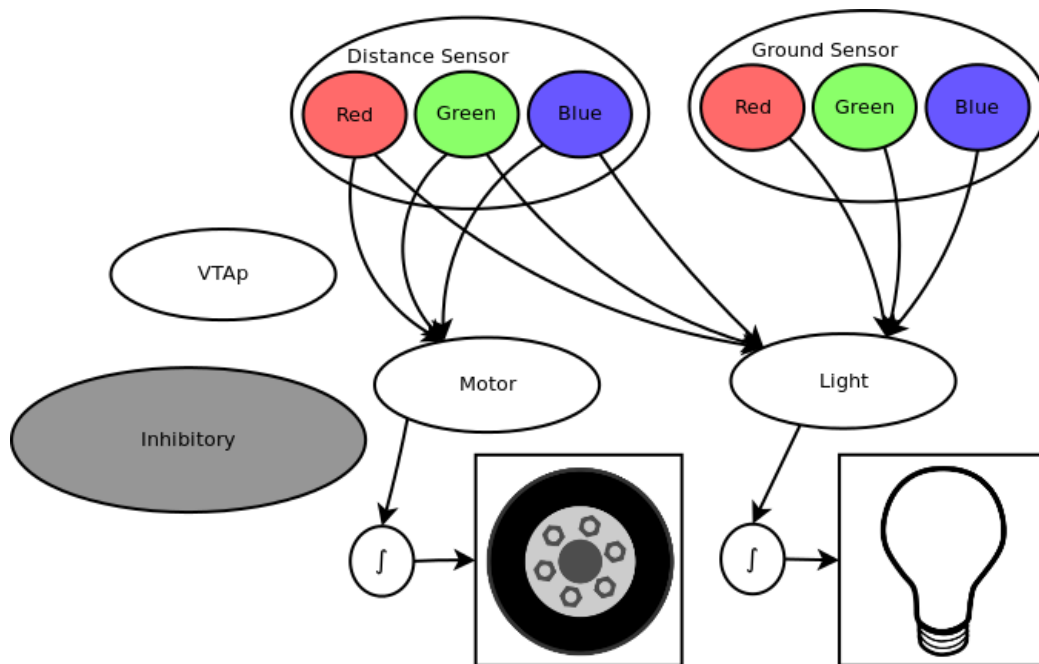 Distance Sensor
Ground Sensor
Red
Green
Blue
Red
Green
Blue
VTAp
Motor
Light
Inhibitory
∫
∫